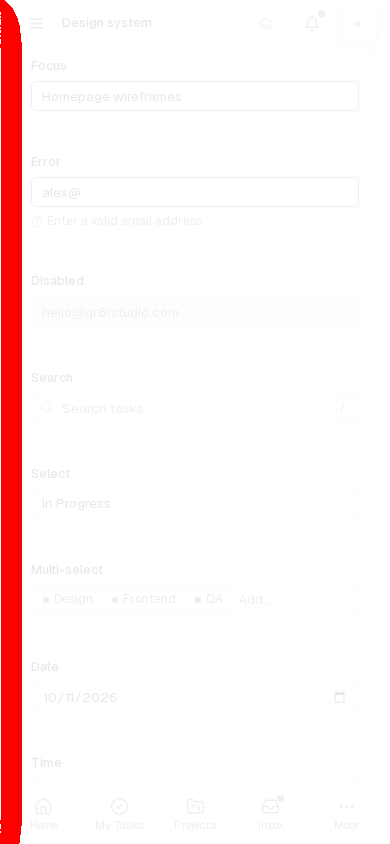 Design system
Focus
Homepage wireframes
Error
alex@
Enter a valid email address
Disabled
hello@gr8rstudio.com
Search
Search tasks /
Select
In Progress
Multi-select
Design Frontend QA Add...
Date
10/11/2026
Time
Home My Tasks Projects Inbox More